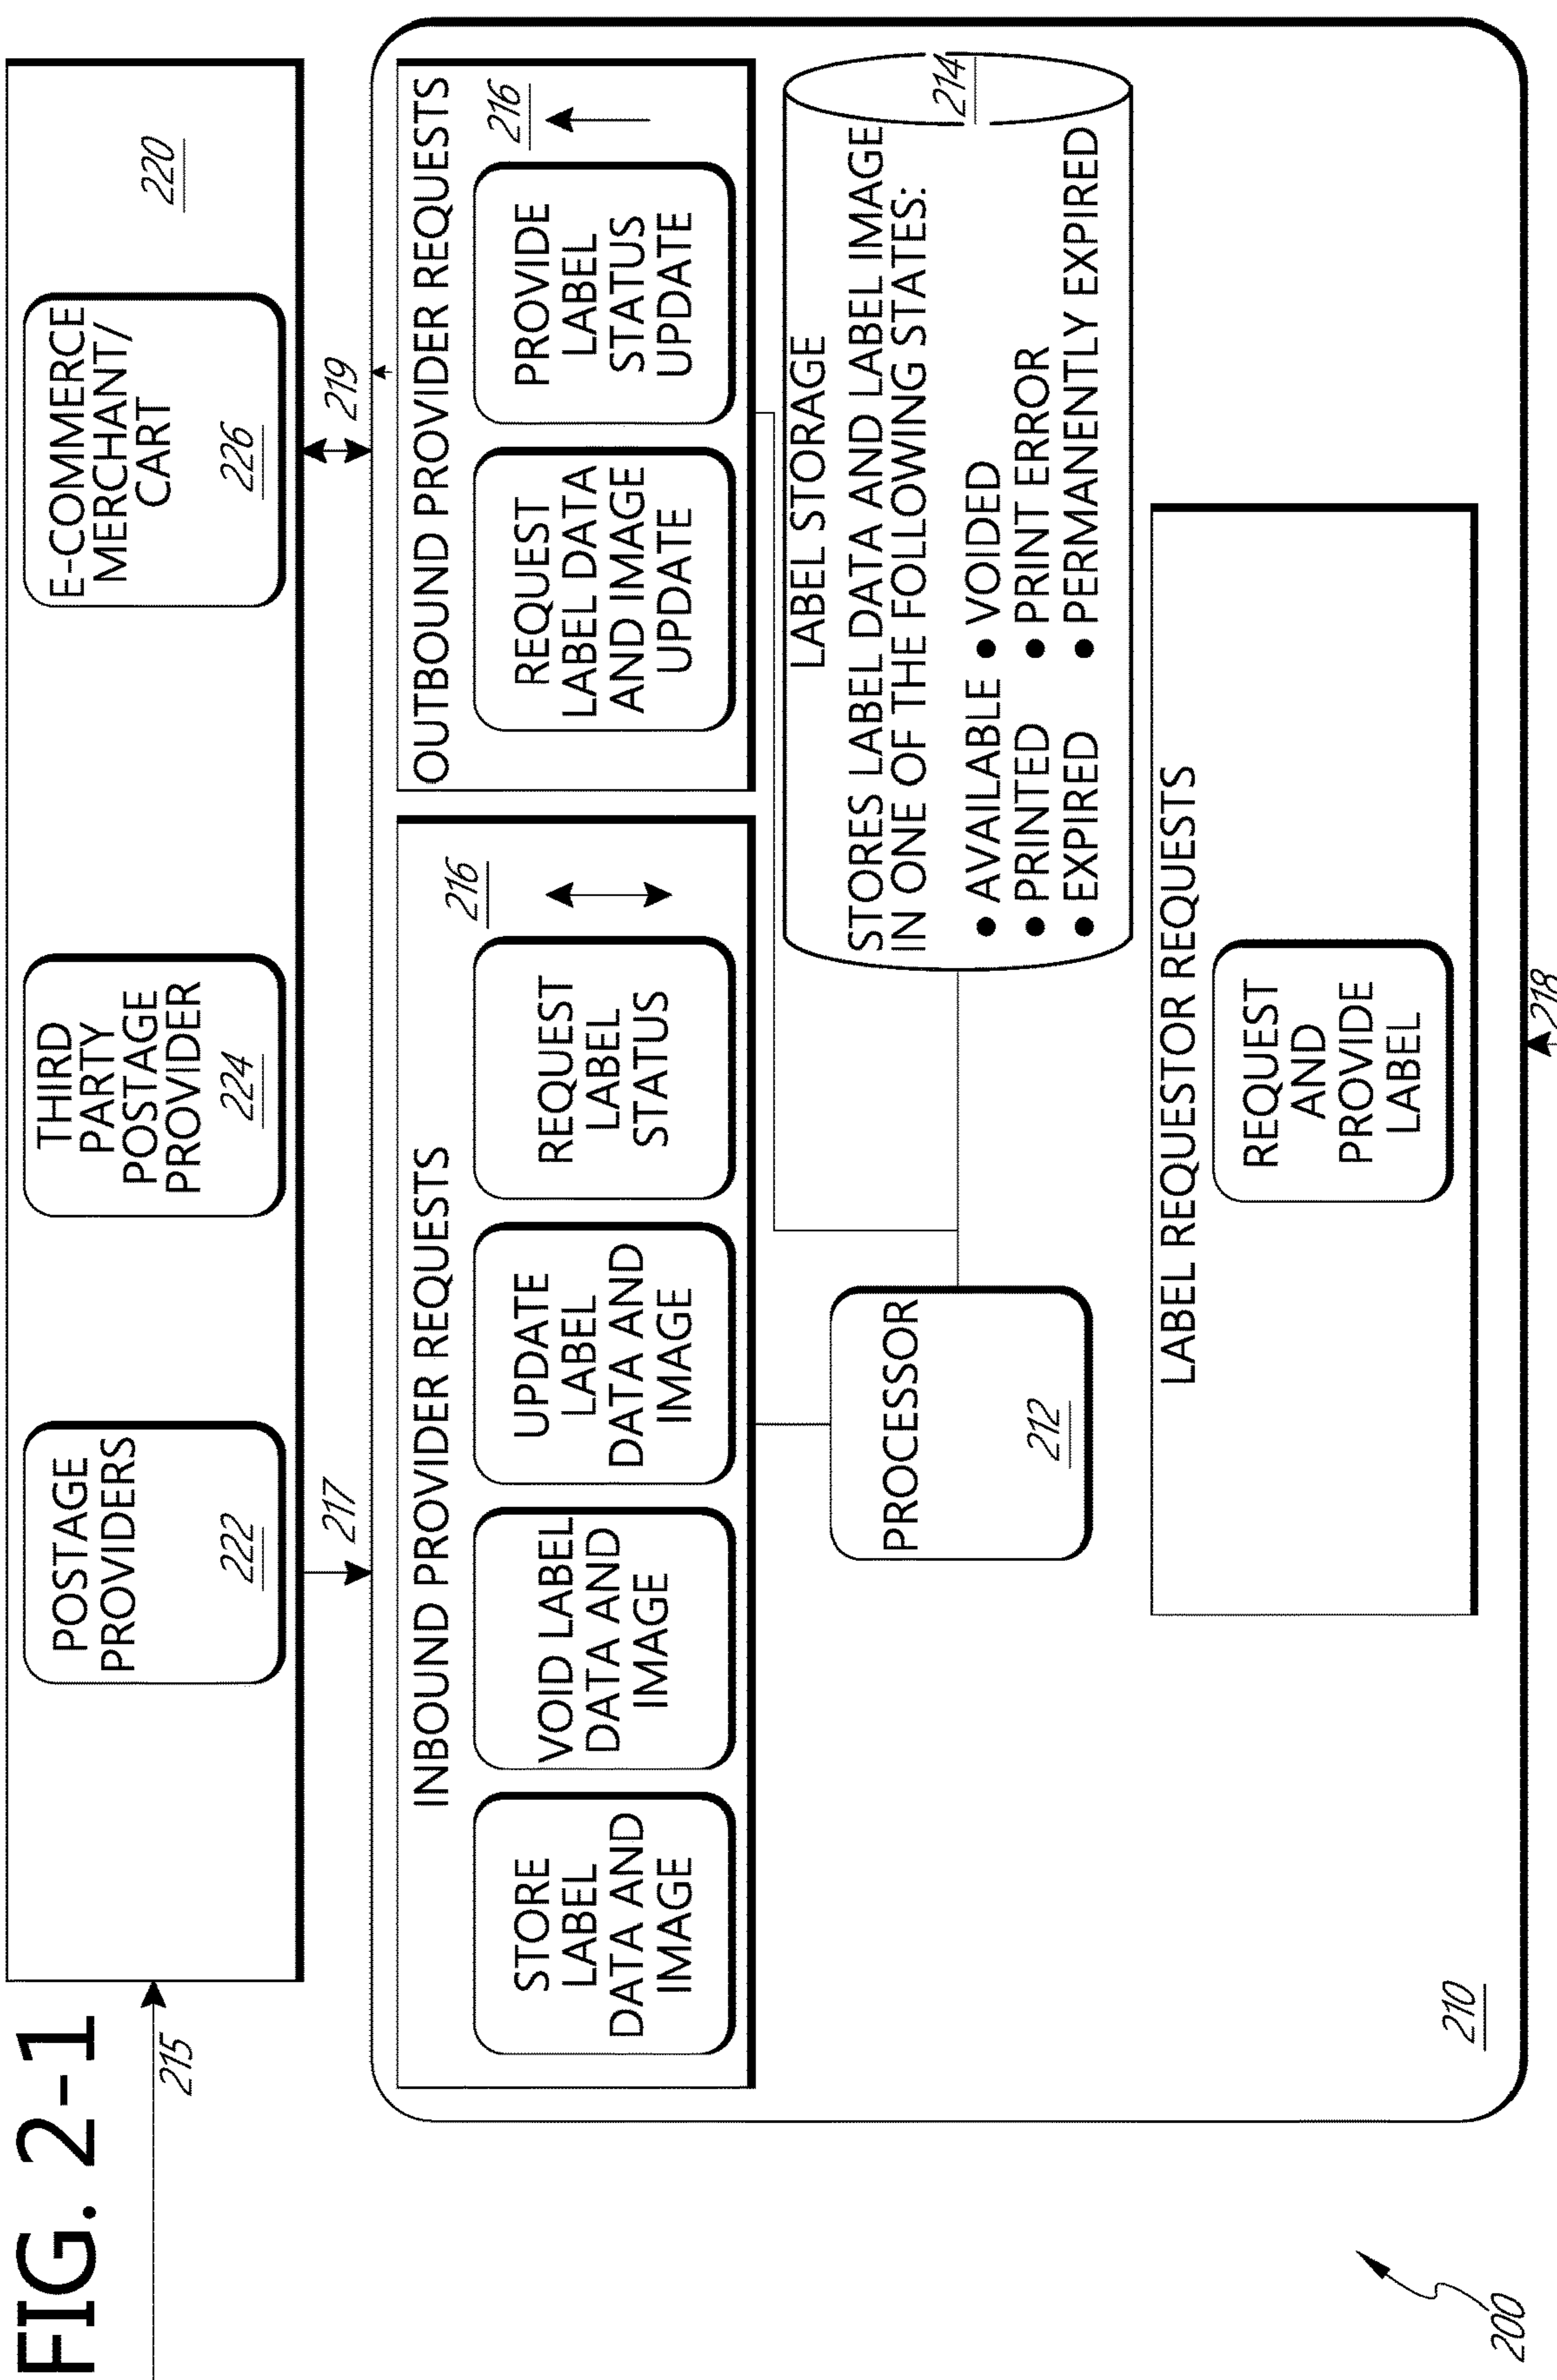 FIG. 2-1
215
220
POSTAGE
PROVIDERS
222
THIRD
PARTY
POSTAGE
PROVIDER
224
E-COMMERCE
MERCHANT/
CART
226
217
219
INBOUND PROVIDER REQUESTS
216
STORE
LABEL
DATA AND
IMAGE
VOID LABEL
DATA AND
IMAGE
UPDATE
LABEL
DATA AND
IMAGE
REQUEST
LABEL
STATUS
OUTBOUND PROVIDER REQUESTS
216
REQUEST
LABEL DATA
AND IMAGE
UPDATE
PROVIDE
LABEL
STATUS
UPDATE
PROCESSOR
212
LABEL STORAGE
STORES LABEL DATA AND LABEL IMAGE
IN ONE OF THE FOLLOWING STATES:
214
• AVAILABLE • VOIDED
• PRINTED • PRINT ERROR
• EXPIRED • PERMANENTLY EXPIRED
LABEL REQUESTOR REQUESTS
REQUEST
AND
PROVIDE
LABEL
210
218
200